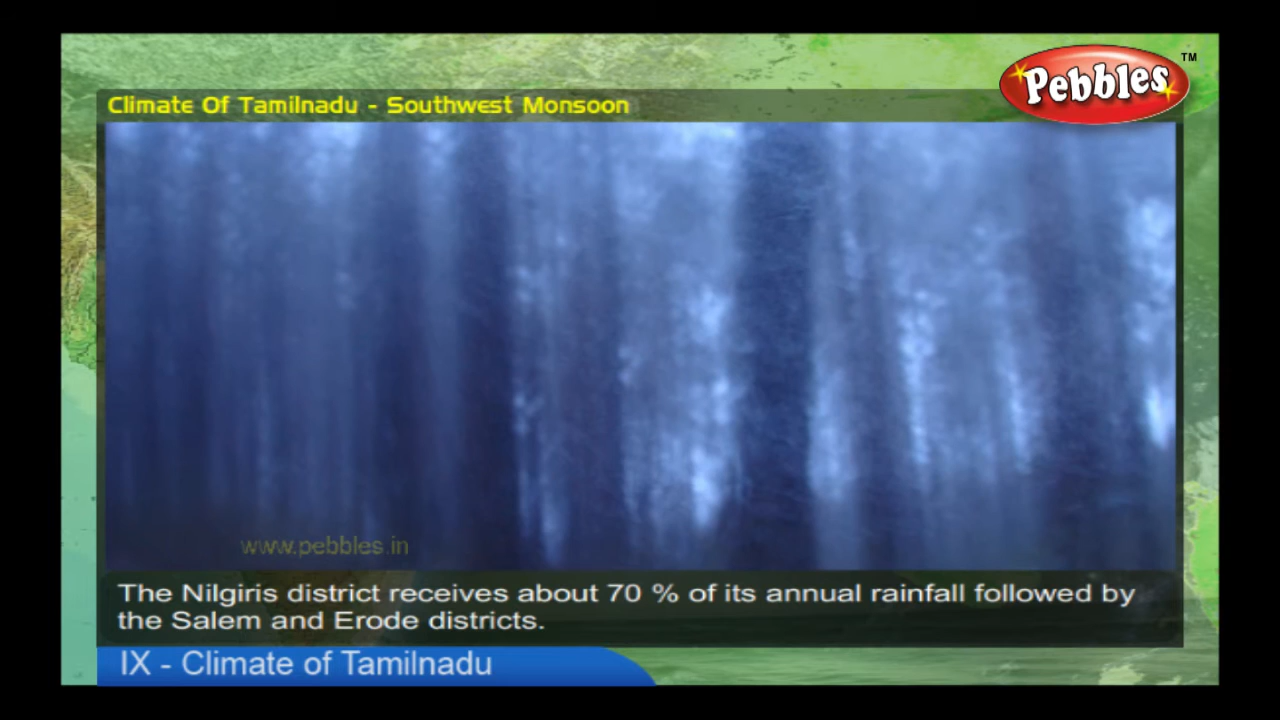 Pebbles TM
Climate Of Tamilnadu - Southwest Monsoon
www.pebbles.in
The Nilgiris district receives about 70 % of its annual rainfall followed by
the Salem and Erode districts.
IX - Climate of Tamilnadu